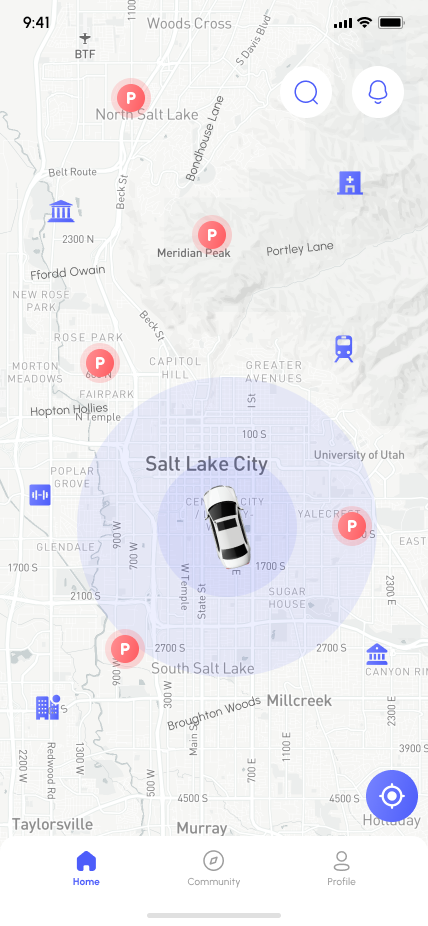 9:41
1100
Woods Cross
S Davis Blvd
BTF
P
North Salt Lake
Bondhouse Lane
Belt Route
Beck St
2300 N
P
Meridian Peak
Portley Lane
Ffordd Owain
NEW ROSE
PARK
Beck St
ROSE PARK
P
MORTON
MEADOWS
CAPITOL
HILL
GREATER
AVENUES
FAIRPARK
I St
Hopton Hollies
N Temple
100 S
University of Utah
Salt Lake City
POPLAR
GROVE
YALECREST
P
900 W
700 W
GLENDALE
EAST
1700 S
1700 S
E
W Temple
State St
SUGAR
HOUSE
2300 E
2100 S
P
2700 S
2700 S
900 W
South Salt Lake
CANYON RIM
300 W
Broughton Woods
Millcreek
2300 E
Main S
1100 E
3900 S
2200 W
Redwood Rd
1300 W
700 E
500 W
4500 S
4500 S
Taylorsville
Murray
Holladay
Home
Community
Profile